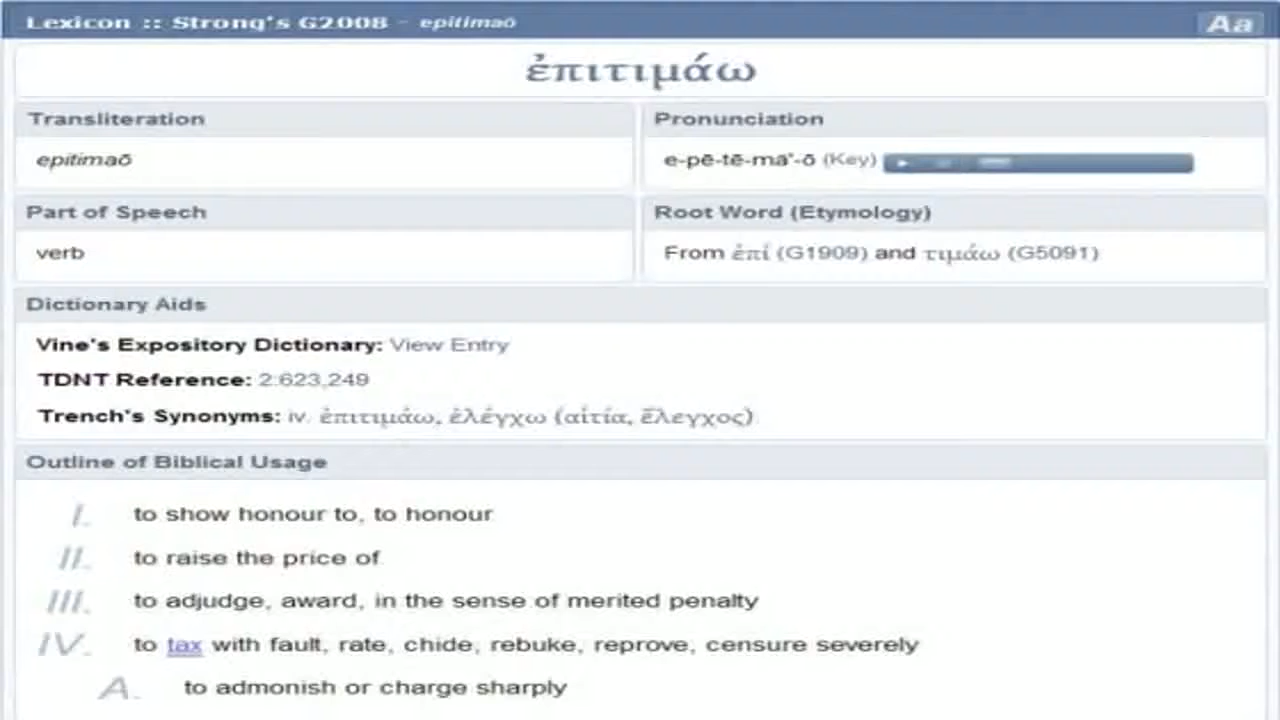 Lexicon :: Strong's G2008 - epitimaō
Aa
ἐπιτιμάω
Transliteration
Pronunciation
epitimaō
e-pē-tē-mä'-ō (Key)
Part of Speech
Root Word (Etymology)
verb
From ἐπί (G1909) and τιμάω (G5091)
Dictionary Aids
Vine's Expository Dictionary: View Entry
TDNT Reference: 2:623,249
Trench's Synonyms: iv. ἐπιτιμάω, ἐλέγχω (αἰτία, ἔλεγχος)
Outline of Biblical Usage
I. to show honour to, to honour
II. to raise the price of
III. to adjudge, award, in the sense of merited penalty
IV. to tax with fault, rate, chide, rebuke, reprove, censure severely
A. to admonish or charge sharply